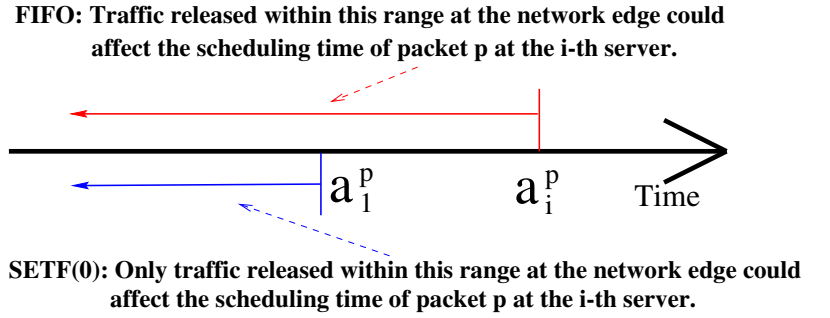 FIFO: Traffic released within this range at the network edge could
affect the scheduling time of packet p at the i-th server.
a₁ᵖ aᵢᵖ Time
SETF(0): Only traffic released within this range at the network edge could
affect the scheduling time of packet p at the i-th server.